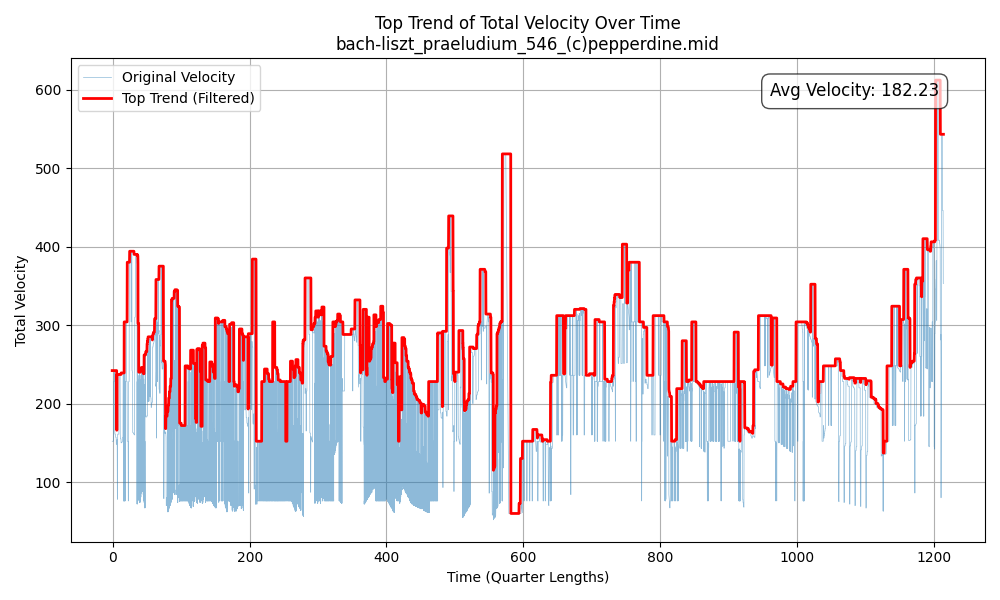 Top Trend of Total Velocity Over Time
bach-liszt_praeludium_546_(c)pepperdine.mid
Original Velocity
Top Trend (Filtered)
Avg Velocity: 182.23
Total Velocity
600
500
400
300
200
100
0 200 400 600 800 1000 1200
Time (Quarter Lengths)